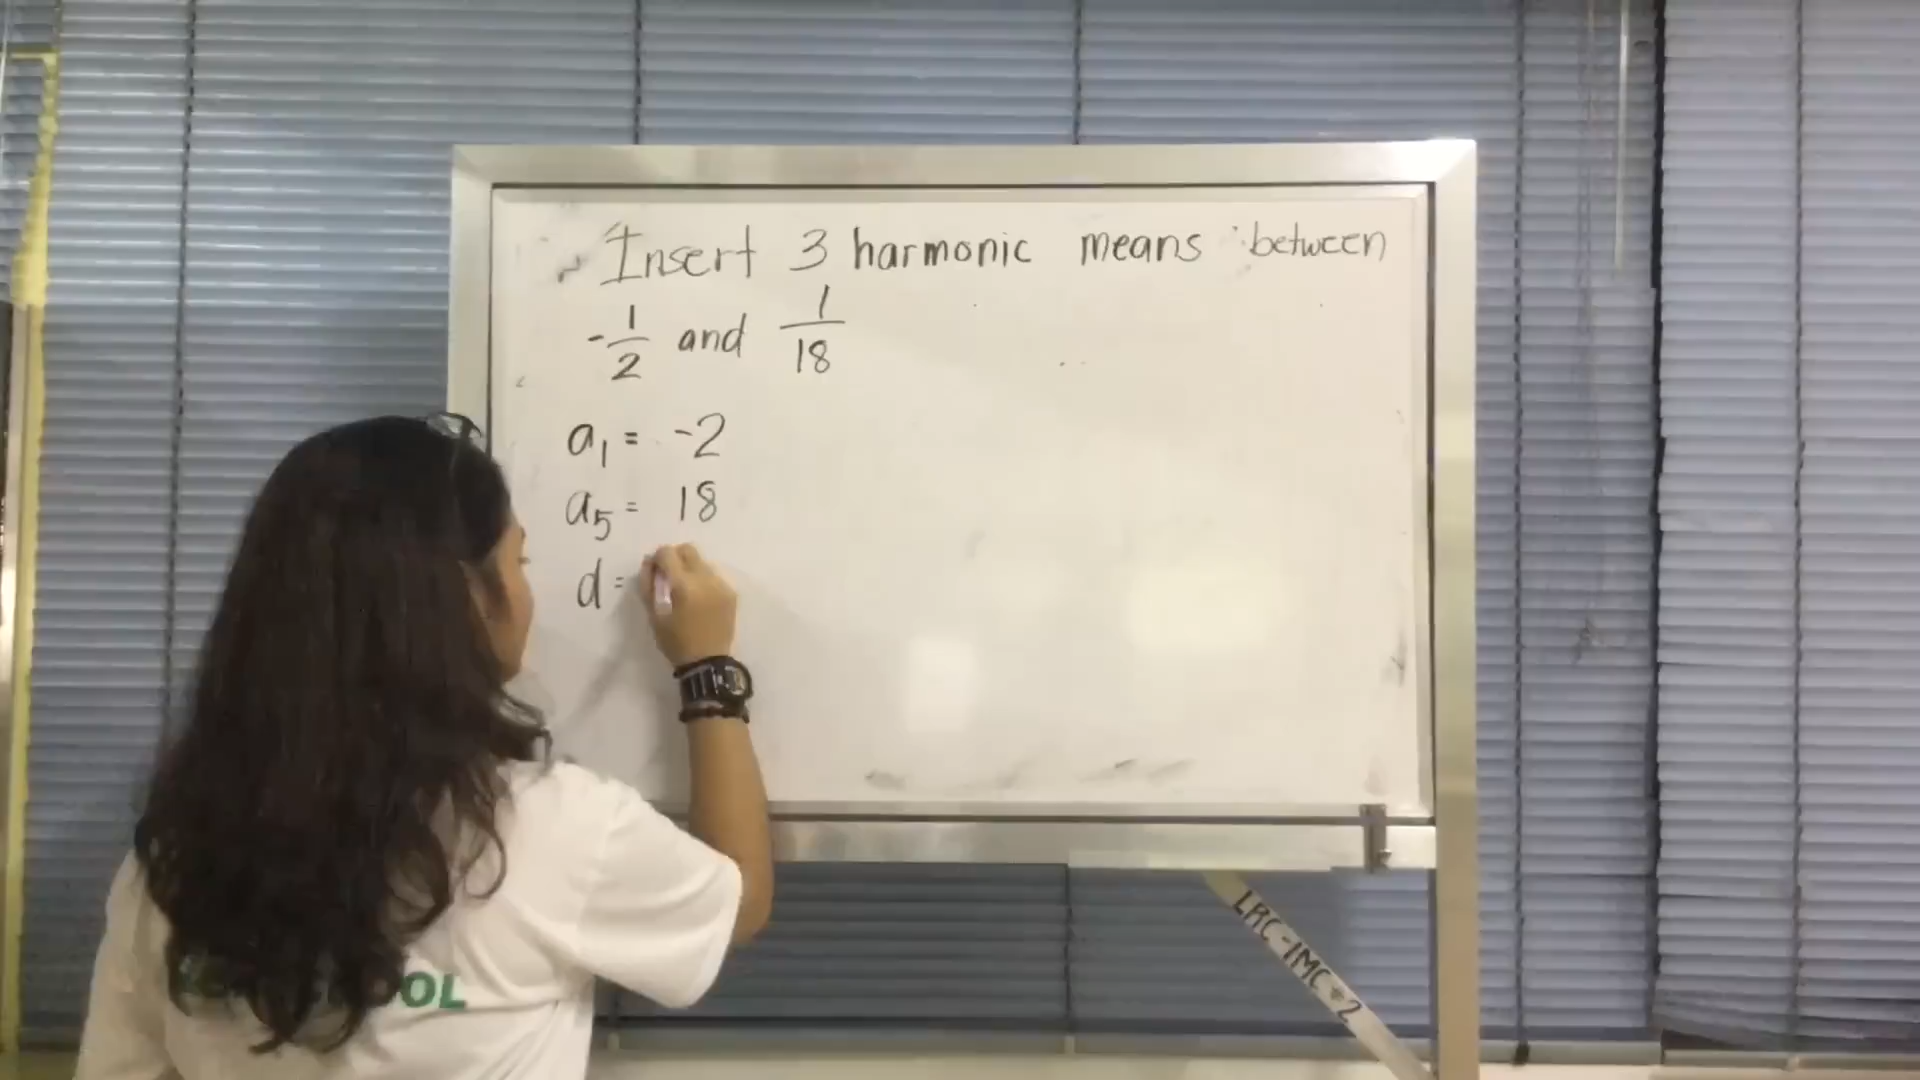 Insert 3 harmonic means between
-1/2 and 1/18
a₁ = -2
a₅ = 18
d =
LRC-IMC #2
OL